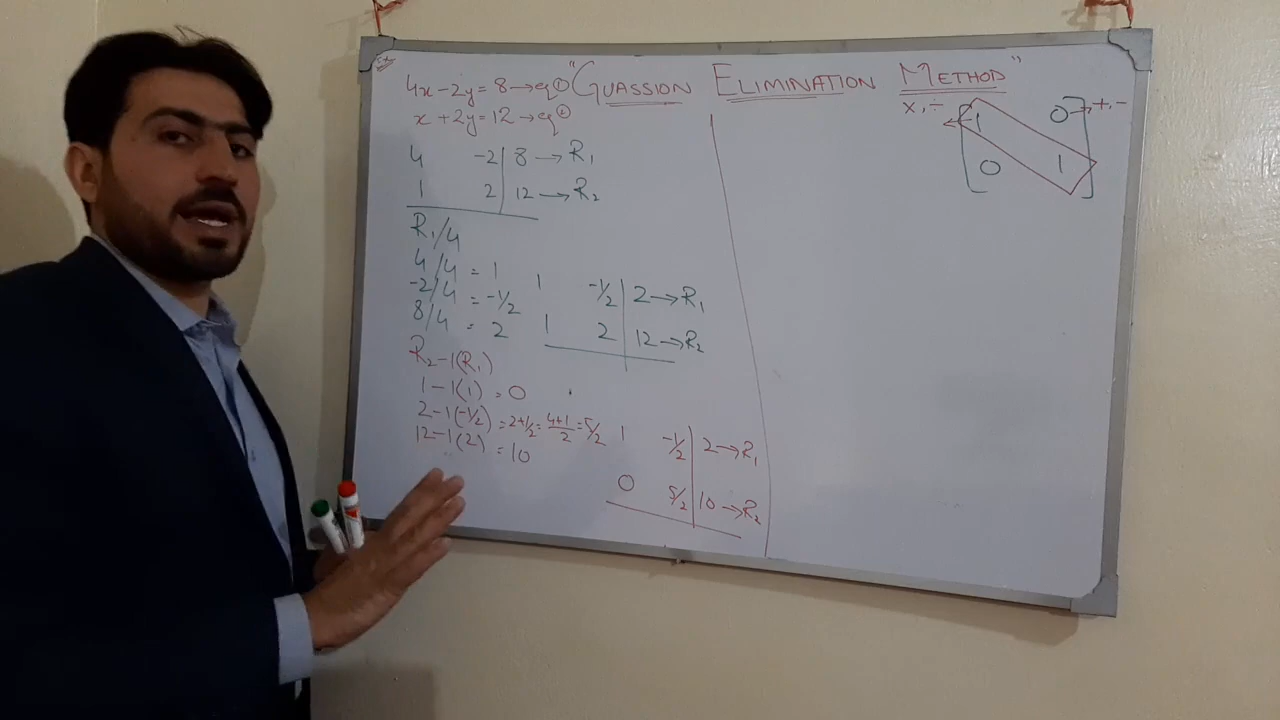 Ex
"GUASSION ELIMINATION METHOD"
4x-2y=8→eq①
x+2y=12→eq②
4 -2|8→R₁
1 2|12→R₂
R₁/4
4/4=1
-2/4=-1/2
8/4=2
1 -1/2|2→R₁
1 2|12→R₂
R₂-1(R₁)
1-1(1)=0
2-1(-1/2)=2+1/2=4+1/2=5/2
12-1(2)=10
1 -1/2|2→R₁
0 5/2|10→R₂
x,÷ ←1 0→+,-
0 1